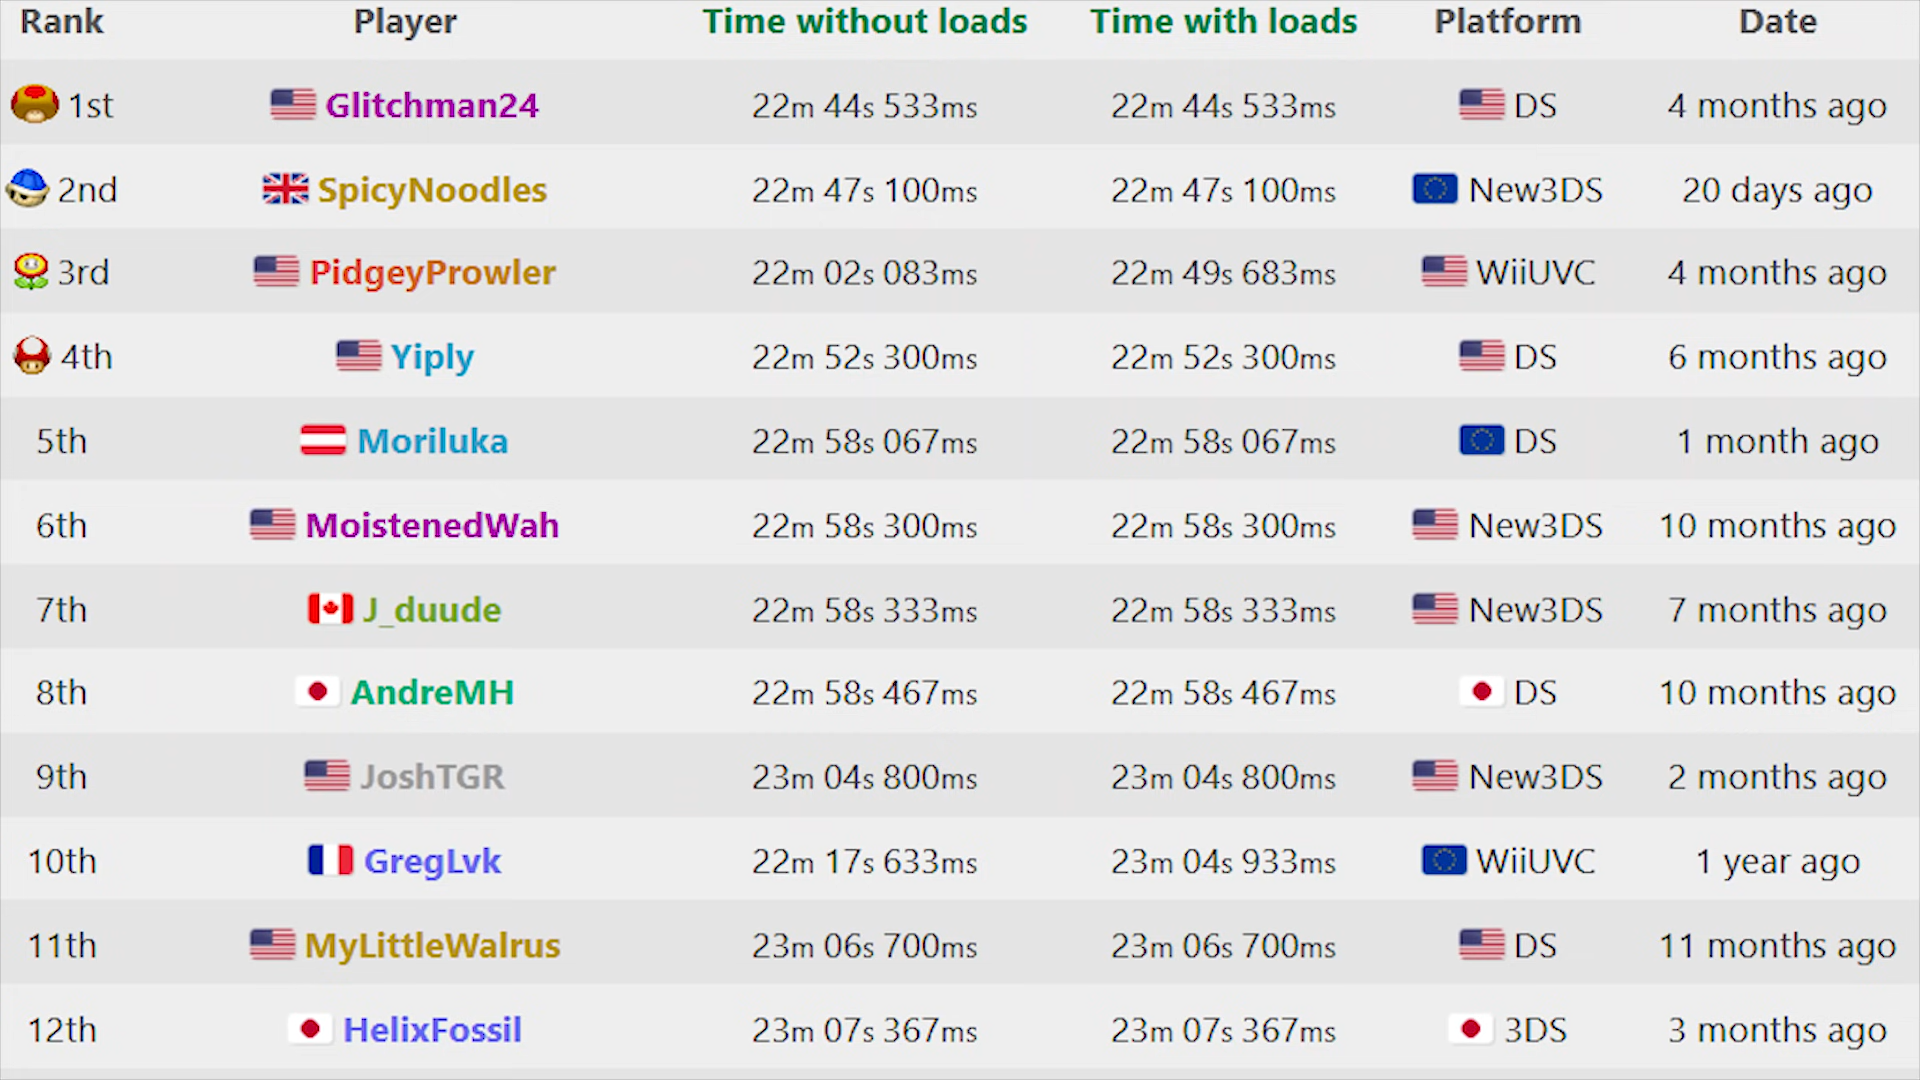 Rank Player Time without loads Time with loads Platform Date
1st Glitchman24 22m 44s 533ms 22m 44s 533ms DS 4 months ago
2nd SpicyNoodles 22m 47s 100ms 22m 47s 100ms New3DS 20 days ago
3rd PidgeyProwler 22m 02s 083ms 22m 49s 683ms WiiUVC 4 months ago
4th Yiply 22m 52s 300ms 22m 52s 300ms DS 6 months ago
5th Moriluka 22m 58s 067ms 22m 58s 067ms DS 1 month ago
6th MoistenedWah 22m 58s 300ms 22m 58s 300ms New3DS 10 months ago
7th J_duude 22m 58s 333ms 22m 58s 333ms New3DS 7 months ago
8th AndreMH 22m 58s 467ms 22m 58s 467ms DS 10 months ago
9th JoshTGR 23m 04s 800ms 23m 04s 800ms New3DS 2 months ago
10th GregLvk 22m 17s 633ms 23m 04s 933ms WiiUVC 1 year ago
11th MyLittleWalrus 23m 06s 700ms 23m 06s 700ms DS 11 months ago
12th HelixFossil 23m 07s 367ms 23m 07s 367ms 3DS 3 months ago